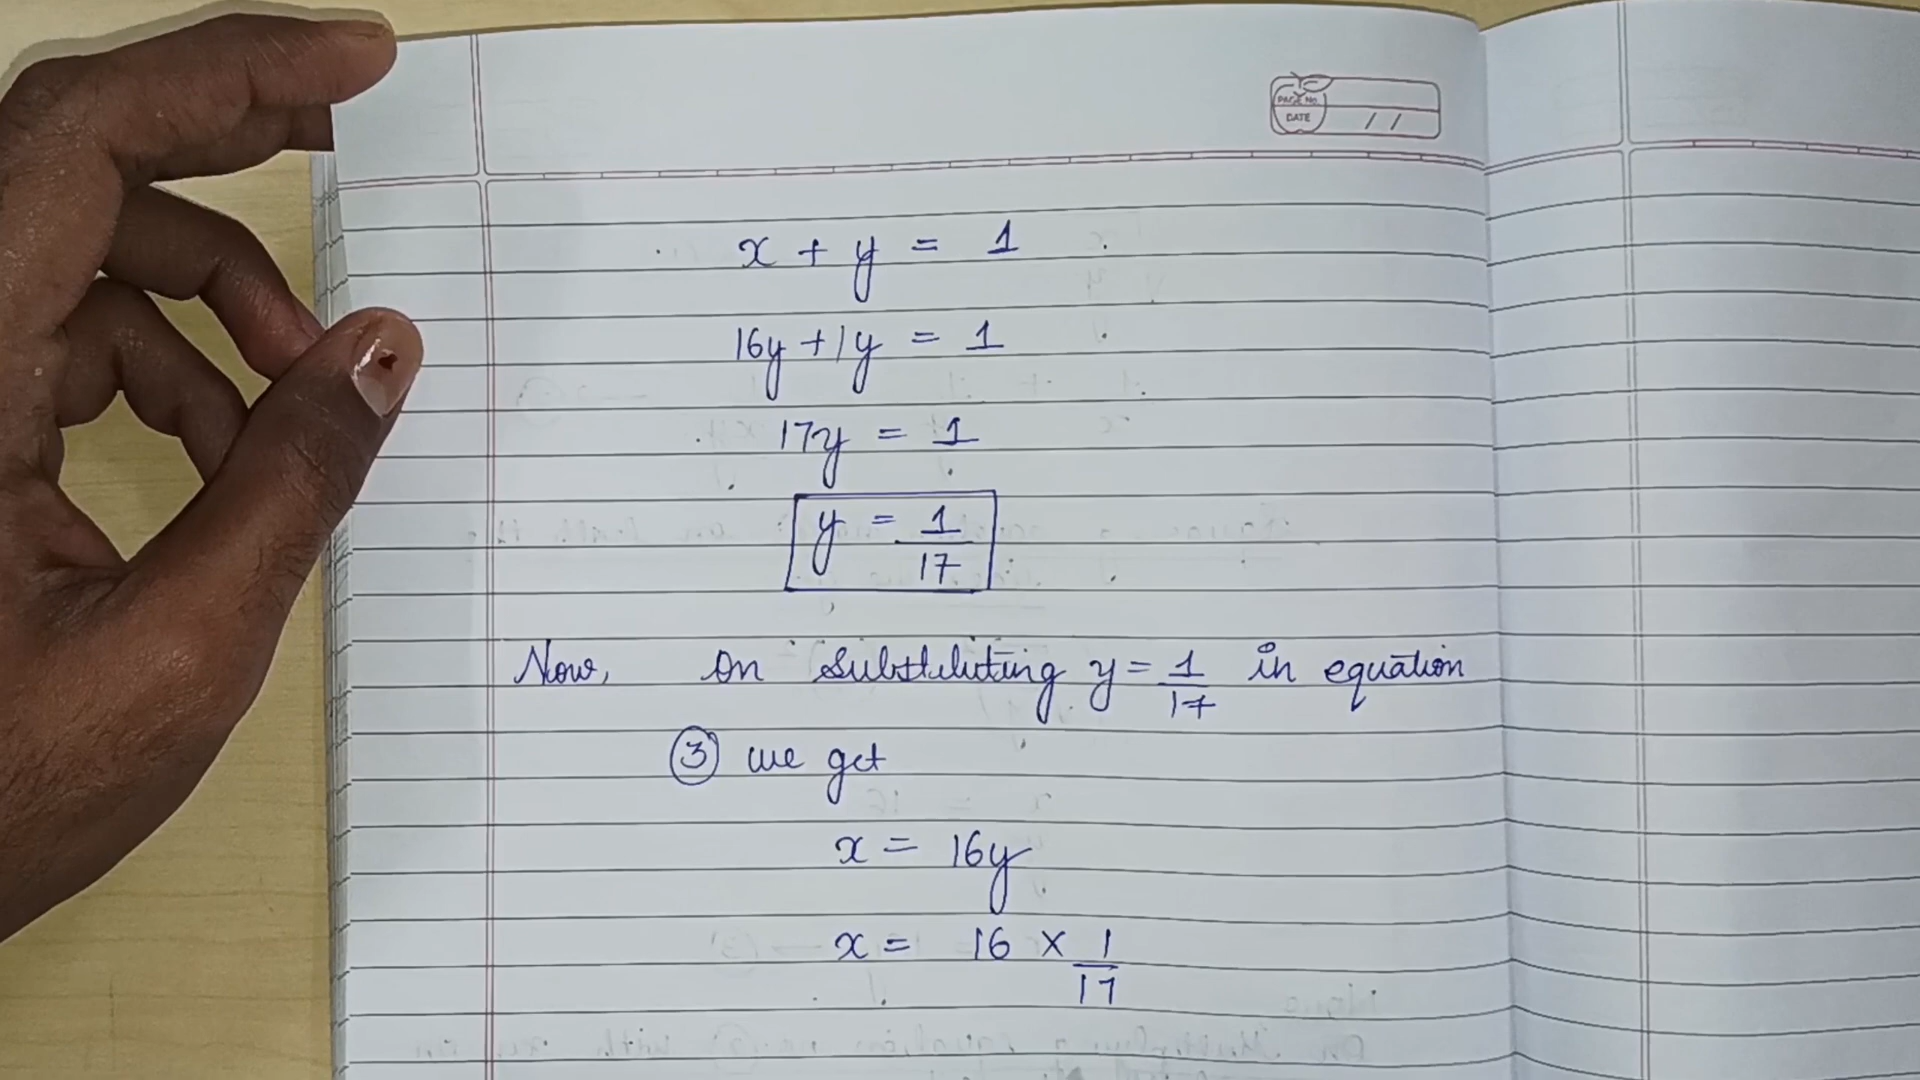 PAGE No.
DATE / /
x + y = 1
16y + 1y = 1
17y = 1
y = 1/17
Now, On substituting y = 1/17 in equation
③ we get
x = 16y
x = 16 × 1/17